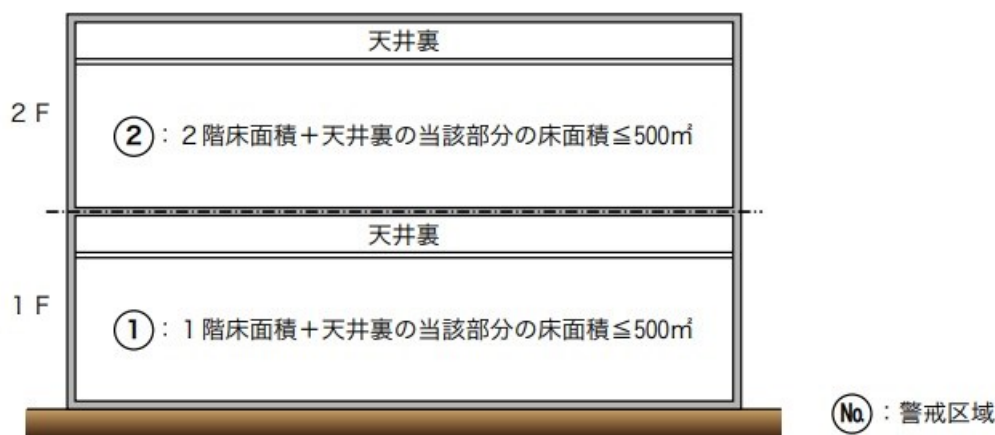 天井裏
2F
②：2階床面積＋天井裏の当該部分の床面積≦500㎡
天井裏
1F
①：1階床面積＋天井裏の当該部分の床面積≦500㎡
No.：警戒区域